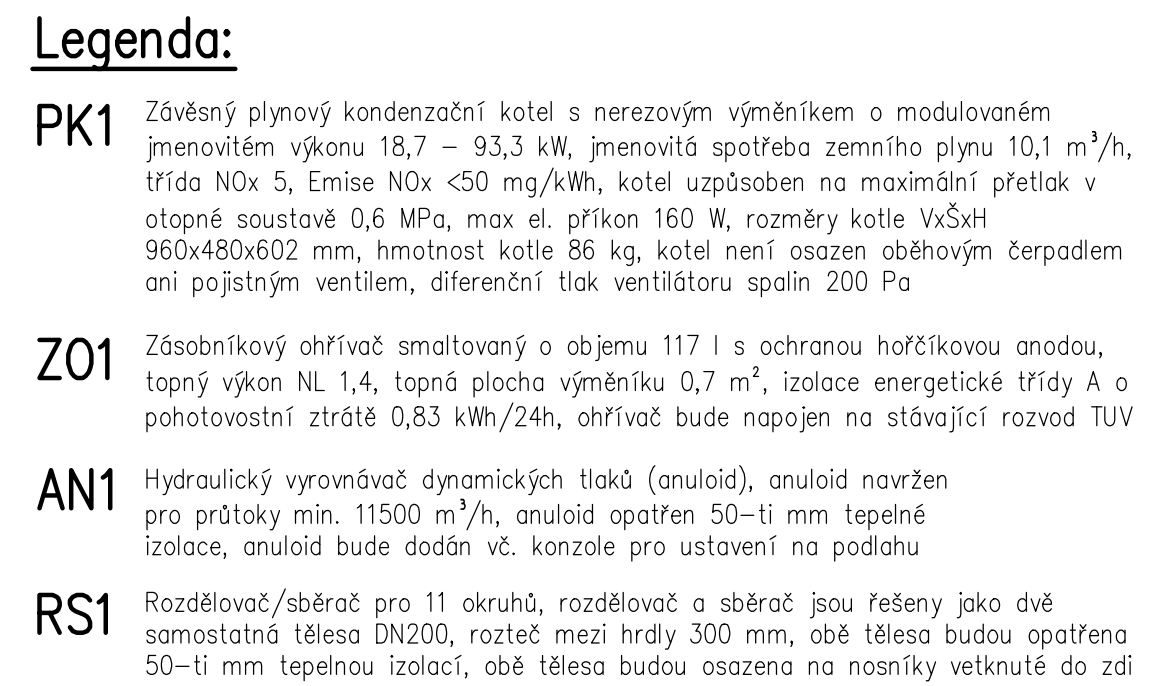 Legenda:
PK1 Závěsný plynový kondenzační kotel s nerezovým výměníkem o modulovaném
jmenovitém výkonu 18,7 – 93,3 kW, jmenovitá spotřeba zemního plynu 10,1 m³/h,
třída NOx 5, Emise NOx <50 mg/kWh, kotel uzpůsoben na maximální přetlak v
otopné soustavě 0,6 MPa, max el. příkon 160 W, rozměry kotle VxŠxH
960x480x602 mm, hmotnost kotle 86 kg, kotel není osazen oběhovým čerpadlem
ani pojistným ventilem, diferenční tlak ventilátoru spalin 200 Pa
ZO1 Zásobníkový ohřívač smaltovaný o objemu 117 l s ochranou hořčíkovou anodou,
topný výkon NL 1,4, topná plocha výměníku 0,7 m², izolace energetické třídy A o
pohotovostní ztrátě 0,83 kWh/24h, ohřívač bude napojen na stávající rozvod TUV
AN1 Hydraulický vyrovnávač dynamických tlaků (anuloid), anuloid navržen
pro průtoky min. 11500 m³/h, anuloid opatřen 50–ti mm tepelné
izolace, anuloid bude dodán vč. konzole pro ustavení na podlahu
RS1 Rozdělovač/sběrač pro 11 okruhů, rozdělovač a sběrač jsou řešeny jako dvě
samostatná tělesa DN200, rozteč mezi hrdly 300 mm, obě tělesa budou opatřena
50–ti mm tepelnou izolací, obě tělesa budou osazena na nosníky vetknuté do zdi